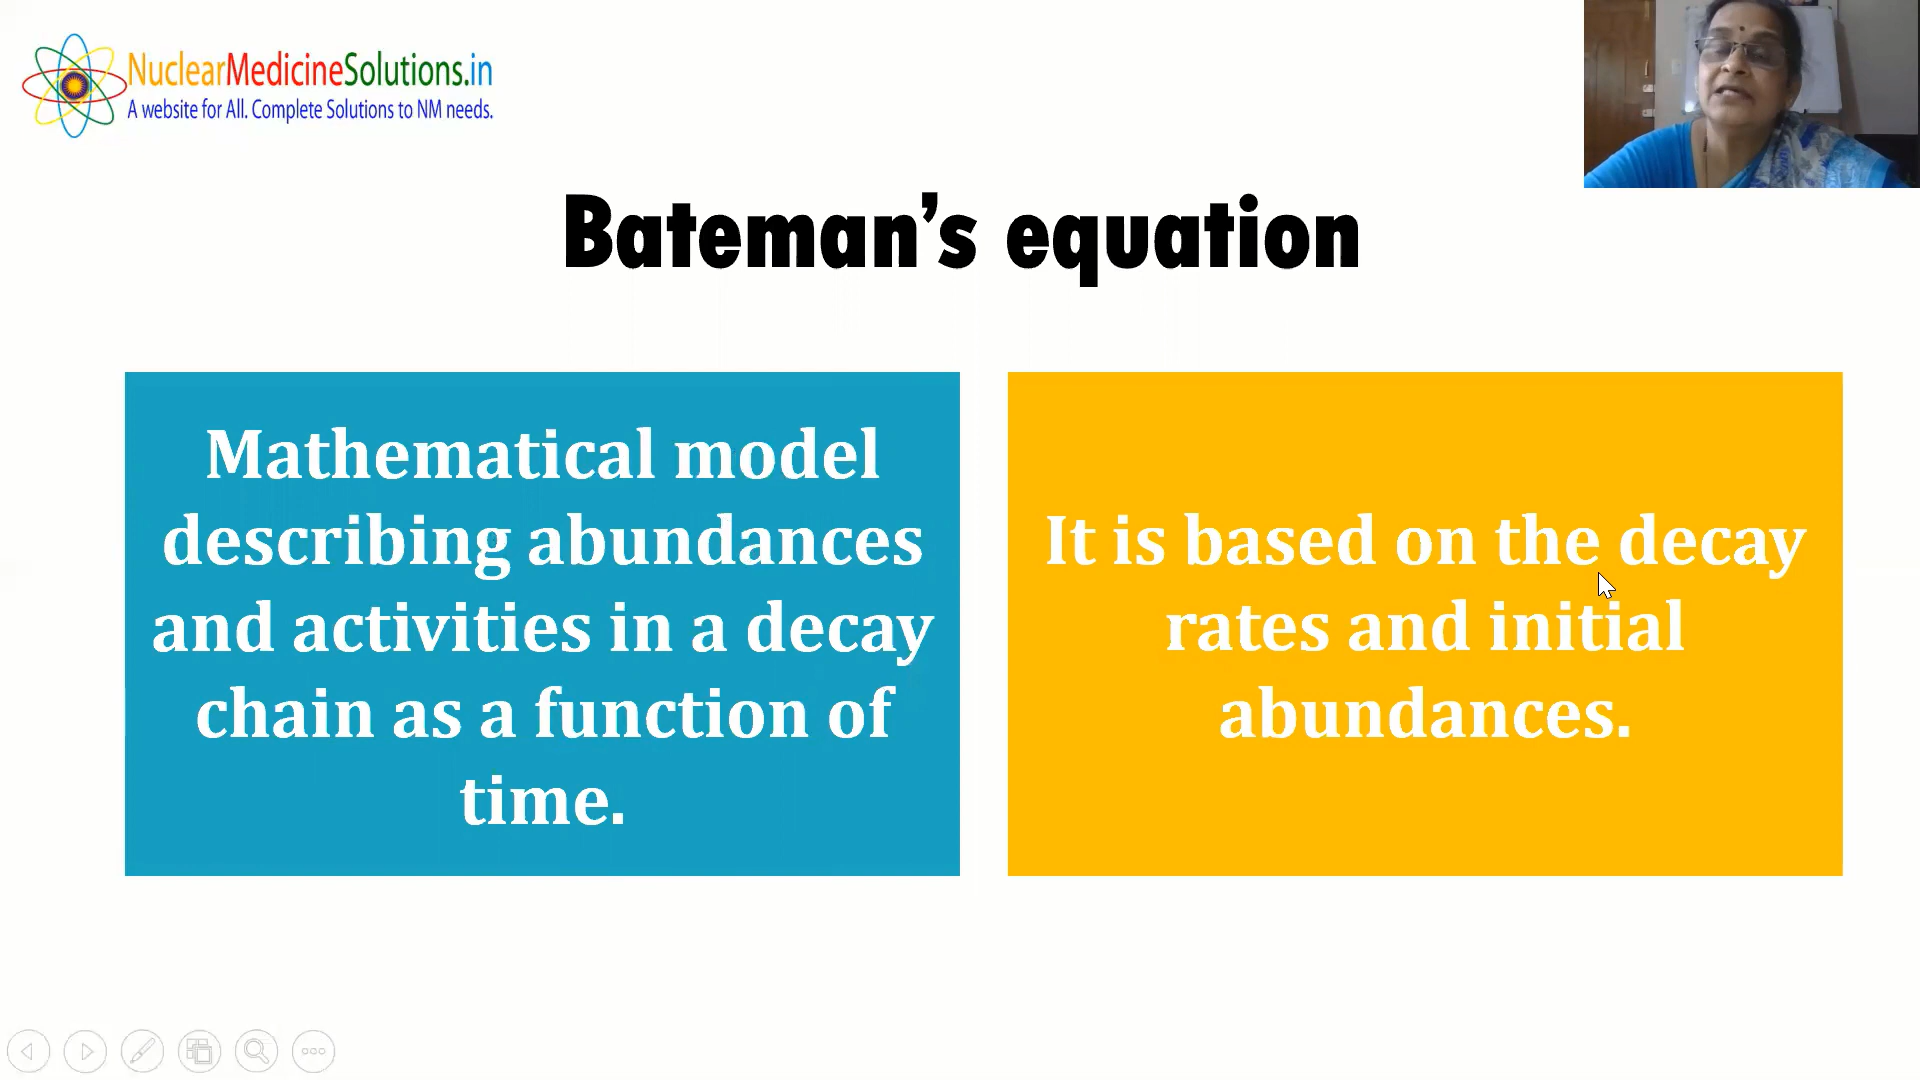 NuclearMedicineSolutions.in
A website for All. Complete Solutions to NM needs.
Bateman’s equation
Mathematical model
describing abundances
and activities in a decay
chain as a function of
time.
It is based on the decay
rates and initial
abundances.